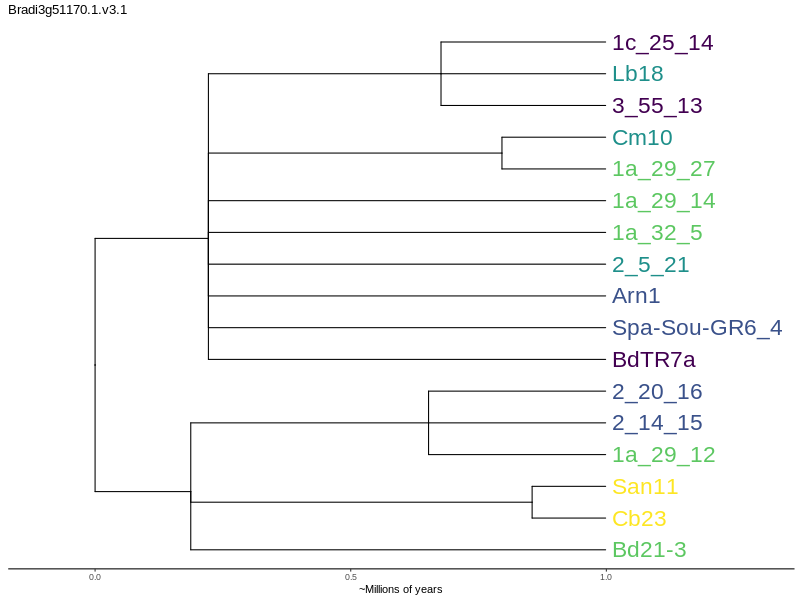 Bradi3g51170.1.v3.1
1c_25_14
Lb18
3_55_13
Cm10
1a_29_27
1a_29_14
1a_32_5
2_5_21
Arn1
Spa-Sou-GR6_4
BdTR7a
2_20_16
2_14_15
1a_29_12
San11
Cb23
Bd21-3
0.0 0.5 1.0
~Millions of years